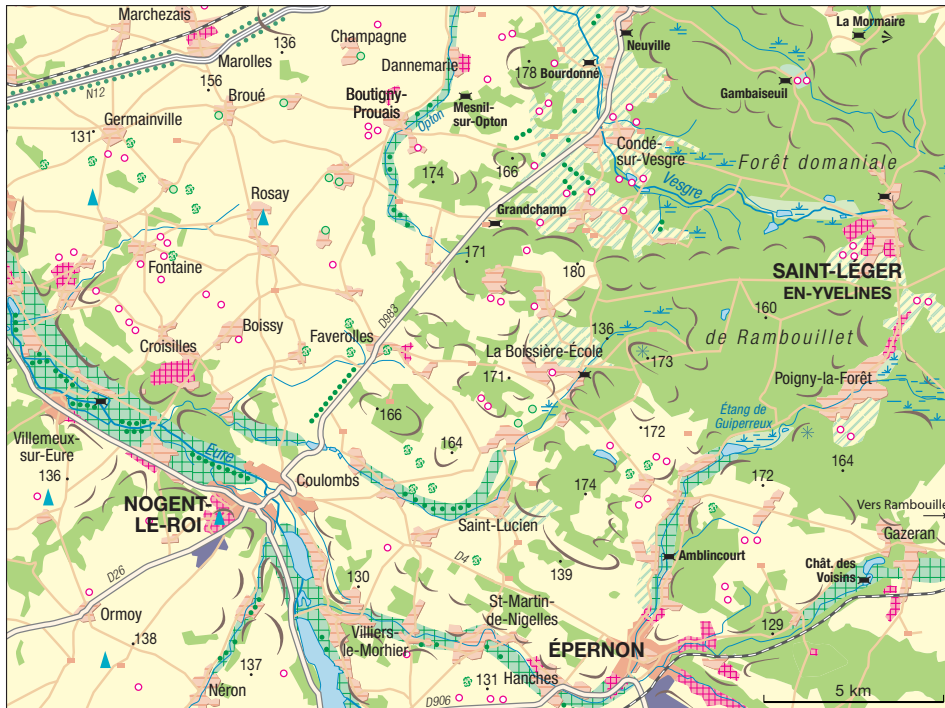 Marchezais
Marolles
136
Champagne
Dannemarie
Neuville
La Mormaire
178
Bourdonné
Gambaiseuil
N12
156
Broué
Boutigny-
Prouais
Mesnil-
sur-Opton
Opton
131
Germainville
Condé-
sur-Vesgre
Forêt domaniale
166
174
Vesgre
Rosay
Grandchamp
Fontaine
171
180
SAINT-LÉGER
EN-YVELINES
D983
160
Boissy
Faverolles
136
de Rambouillet
Croisilles
La Boissière-École
173
171
Poigny-la-Forêt
166
Étang de
Guiperreux
Villemeux-
sur-Eure
172
164
Eure
136
164
Coulombs
172
174
NOGENT-
LE-ROI
Saint-Lucien
Vers Rambouille
Gazeran
D4
Amblincourt
Chât. des
Voisins
D26
139
130
Ormoy
St-Martin-
de-Nigelles
129
138
Villiers-
le-Morhier
ÉPERNON
137
Néron
Hanches
131
D906
5 km